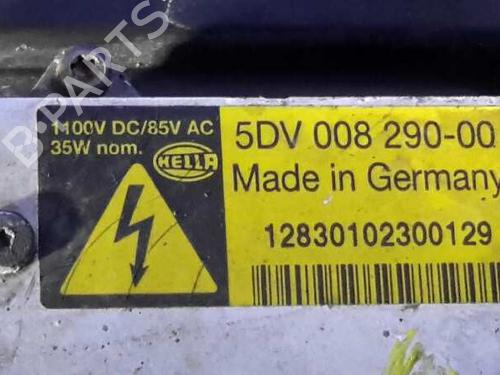 1100V DC/85V AC
35W nom.
HELLA
5DV 008 290-00
Made in Germany
12830102300129
B-PARTS